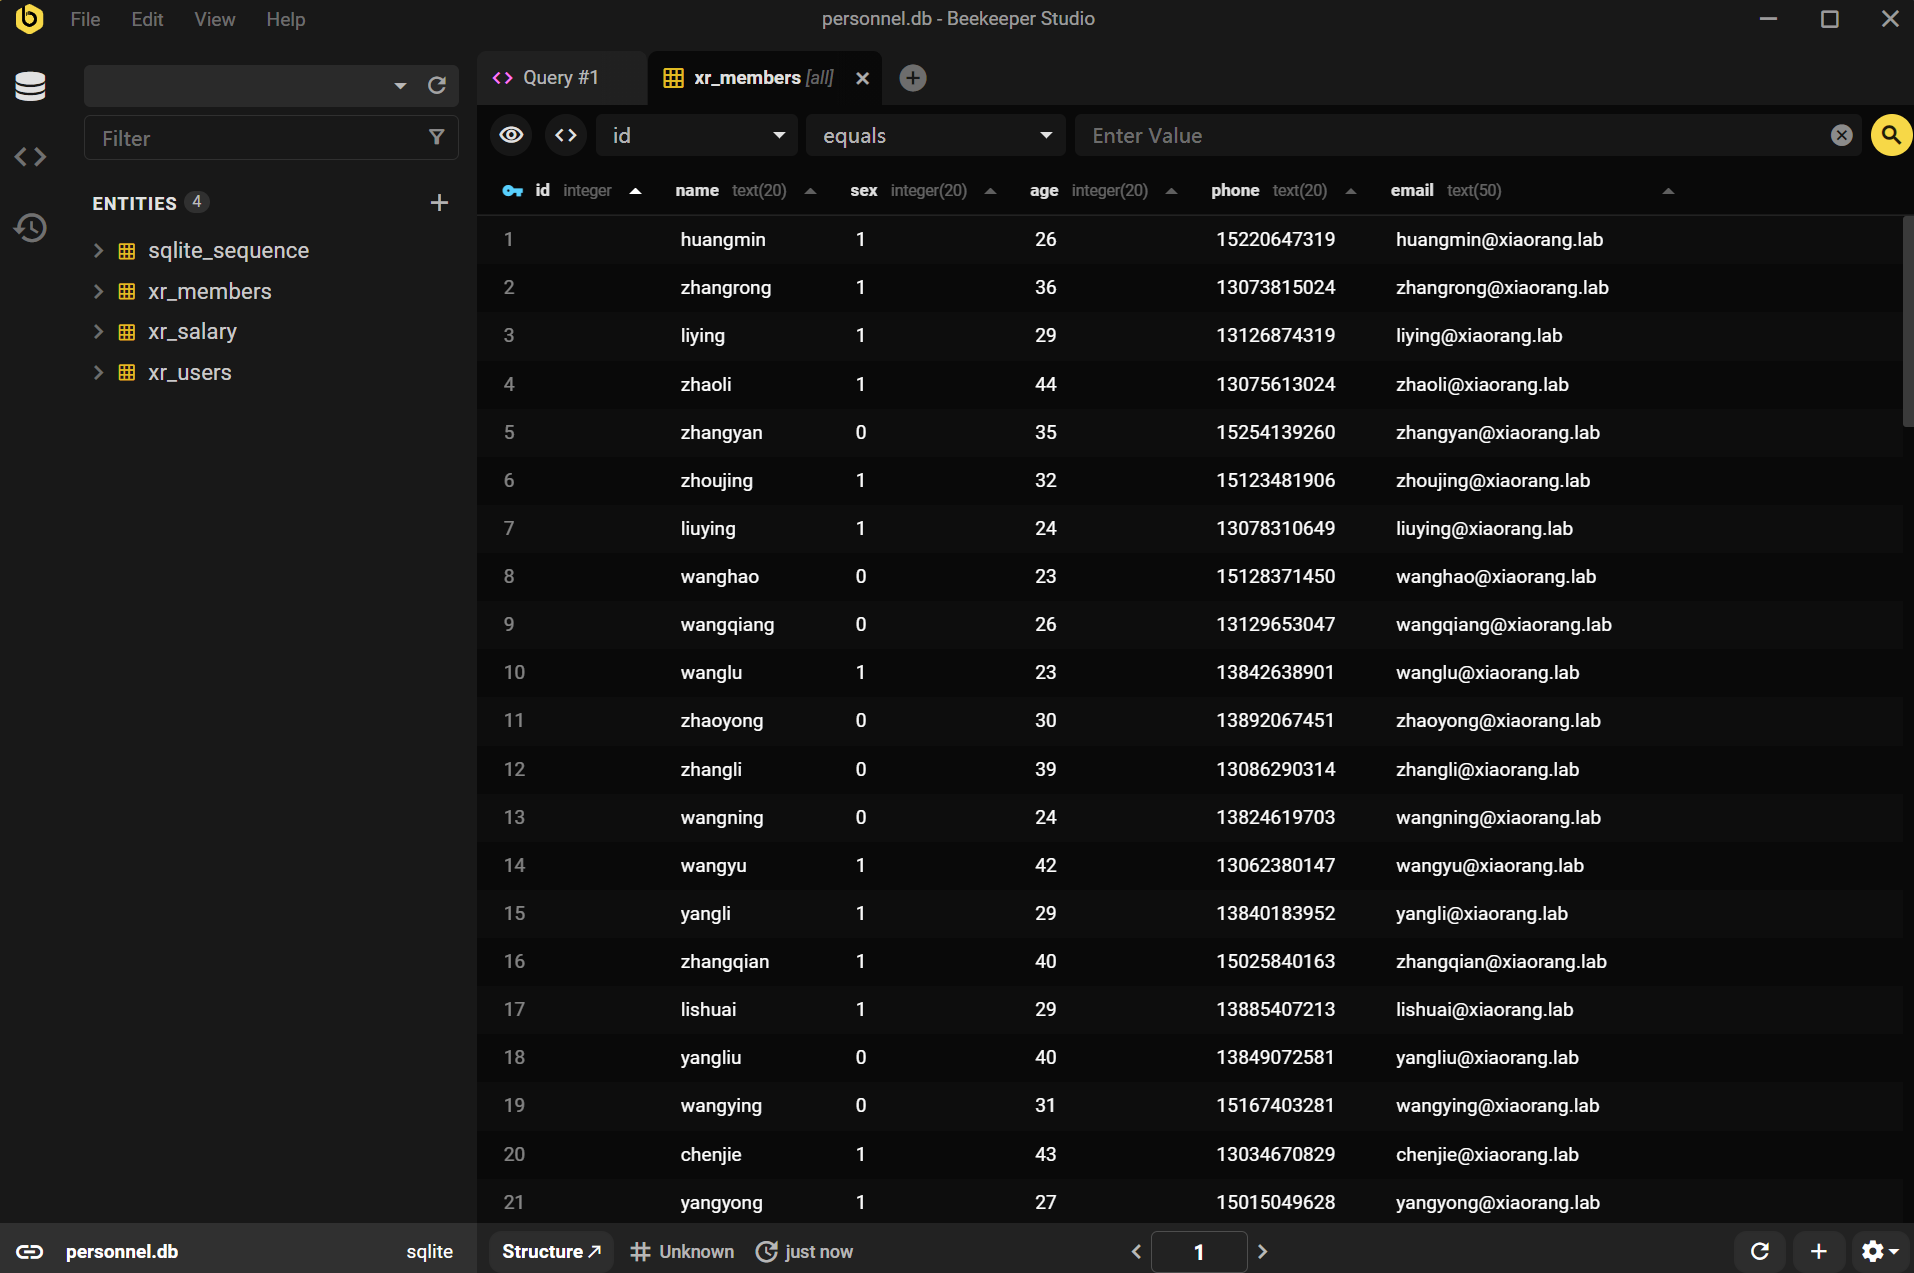 File Edit View Help personnel.db - Beekeeper Studio
Query #1 xr_members [all]
Filter
id equals Enter Value
ENTITIES 4
sqlite_sequence
xr_members
xr_salary
xr_users
id integer name text(20) sex integer(20) age integer(20) phone text(20) email text(50)
1 huangmin 1 26 15220647319 huangmin@xiaorang.lab
2 zhangrong 1 36 13073815024 zhangrong@xiaorang.lab
3 liying 1 29 13126874319 liying@xiaorang.lab
4 zhaoli 1 44 13075613024 zhaoli@xiaorang.lab
5 zhangyan 0 35 15254139260 zhangyan@xiaorang.lab
6 zhoujing 1 32 15123481906 zhoujing@xiaorang.lab
7 liuying 1 24 13078310649 liuying@xiaorang.lab
8 wanghao 0 23 15128371450 wanghao@xiaorang.lab
9 wangqiang 0 26 13129653047 wangqiang@xiaorang.lab
10 wanglu 1 23 13842638901 wanglu@xiaorang.lab
11 zhaoyong 0 30 13892067451 zhaoyong@xiaorang.lab
12 zhangli 0 39 13086290314 zhangli@xiaorang.lab
13 wangning 0 24 13824619703 wangning@xiaorang.lab
14 wangyu 1 42 13062380147 wangyu@xiaorang.lab
15 yangli 1 29 13840183952 yangli@xiaorang.lab
16 zhangqian 1 40 15025840163 zhangqian@xiaorang.lab
17 lishuai 1 29 13885407213 lishuai@xiaorang.lab
18 yangliu 0 40 13849072581 yangliu@xiaorang.lab
19 wangying 0 31 15167403281 wangying@xiaorang.lab
20 chenjie 1 43 13034670829 chenjie@xiaorang.lab
21 yangyong 1 27 15015049628 yangyong@xiaorang.lab
personnel.db sqlite Structure Unknown just now 1